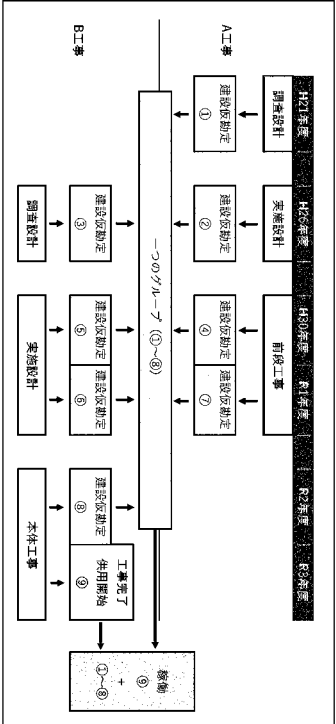 H21年度
H26年度
H30年度
R1年度
R2年度
R3年度
A工事
調査設計
実施設計
前段工事
建設仮勘定
①
建設仮勘定
②
建設仮勘定
④
建設仮勘定
⑦
一つのグループ (①~⑧)
B工事
建設仮勘定
③
建設仮勘定
⑤
建設仮勘定
⑥
建設仮勘定
⑧
工事完了
供用開始
⑨
調査設計
実施設計
本体工事
稼働
⑨
+
①~⑧